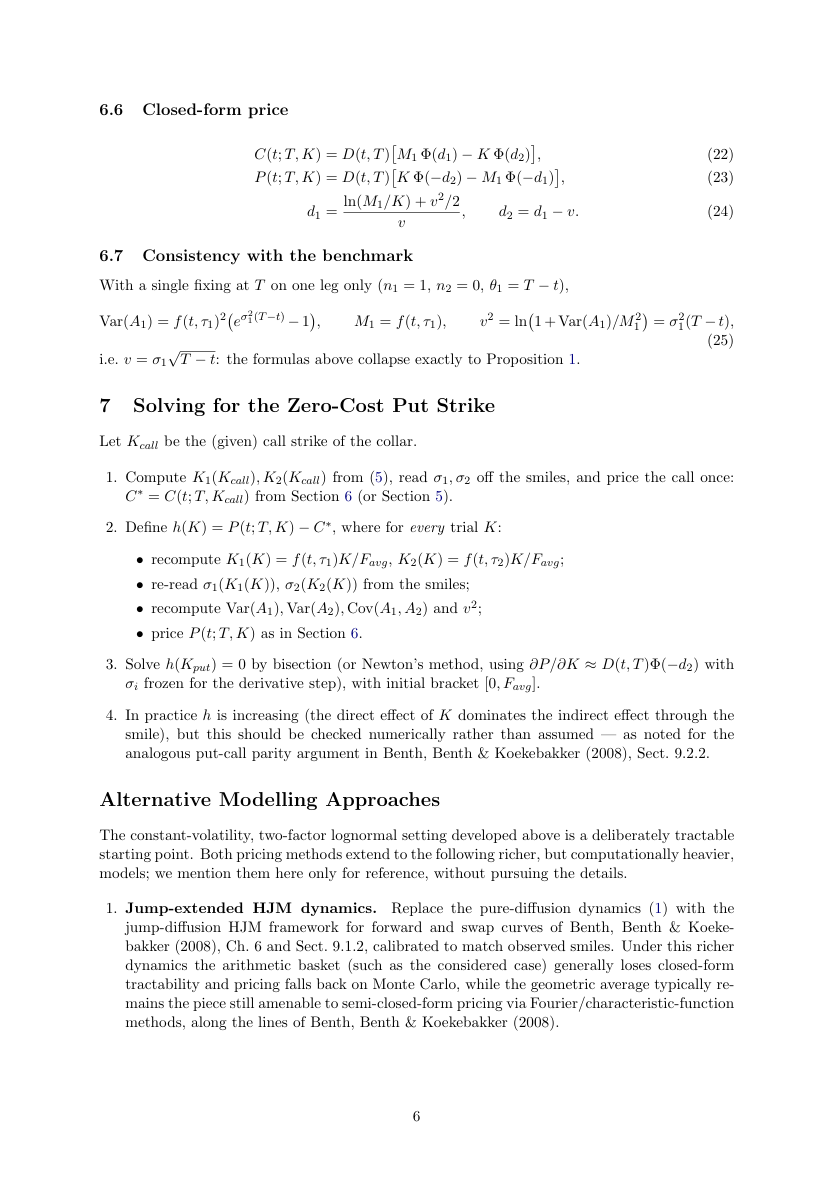 6.6 Closed-form price
C(t; T, K) = D(t, T)[M₁ Φ(d₁) − K Φ(d₂)], (22)
P(t; T, K) = D(t, T)[K Φ(−d₂) − M₁ Φ(−d₁)], (23)
d₁ = (ln(M₁/K) + v²/2)/v, d₂ = d₁ − v. (24)
6.7 Consistency with the benchmark
With a single fixing at T on one leg only (n₁ = 1, n₂ = 0, θ₁ = T − t),
Var(A₁) = f(t, τ₁)²(e^{σ₁²(T−t)} − 1), M₁ = f(t, τ₁), v² = ln(1 + Var(A₁)/M₁²) = σ₁²(T − t),
(25)
i.e. v = σ₁√(T − t): the formulas above collapse exactly to Proposition 1.
7 Solving for the Zero-Cost Put Strike
Let K_call be the (given) call strike of the collar.
1. Compute K₁(K_call), K₂(K_call) from (5), read σ₁, σ₂ off the smiles, and price the call once:
C* = C(t; T, K_call) from Section 6 (or Section 5).
2. Define h(K) = P(t; T, K) − C*, where for every trial K:
• recompute K₁(K) = f(t, τ₁)K/F_avg, K₂(K) = f(t, τ₂)K/F_avg;
• re-read σ₁(K₁(K)), σ₂(K₂(K)) from the smiles;
• recompute Var(A₁), Var(A₂), Cov(A₁, A₂) and v²;
• price P(t; T, K) as in Section 6.
3. Solve h(K_put) = 0 by bisection (or Newton's method, using ∂P/∂K ≈ D(t, T)Φ(−d₂) with
σᵢ frozen for the derivative step), with initial bracket [0, F_avg].
4. In practice h is increasing (the direct effect of K dominates the indirect effect through the
smile), but this should be checked numerically rather than assumed — as noted for the
analogous put-call parity argument in Benth, Benth & Koekebakker (2008), Sect. 9.2.2.
Alternative Modelling Approaches
The constant-volatility, two-factor lognormal setting developed above is a deliberately tractable
starting point. Both pricing methods extend to the following richer, but computationally heavier,
models; we mention them here only for reference, without pursuing the details.
1. Jump-extended HJM dynamics. Replace the pure-diffusion dynamics (1) with the
jump-diffusion HJM framework for forward and swap curves of Benth, Benth & Koeke-
bakker (2008), Ch. 6 and Sect. 9.1.2, calibrated to match observed smiles. Under this richer
dynamics the arithmetic basket (such as the considered case) generally loses closed-form
tractability and pricing falls back on Monte Carlo, while the geometric average typically re-
mains the piece still amenable to semi-closed-form pricing via Fourier/characteristic-function
methods, along the lines of Benth, Benth & Koekebakker (2008).
6